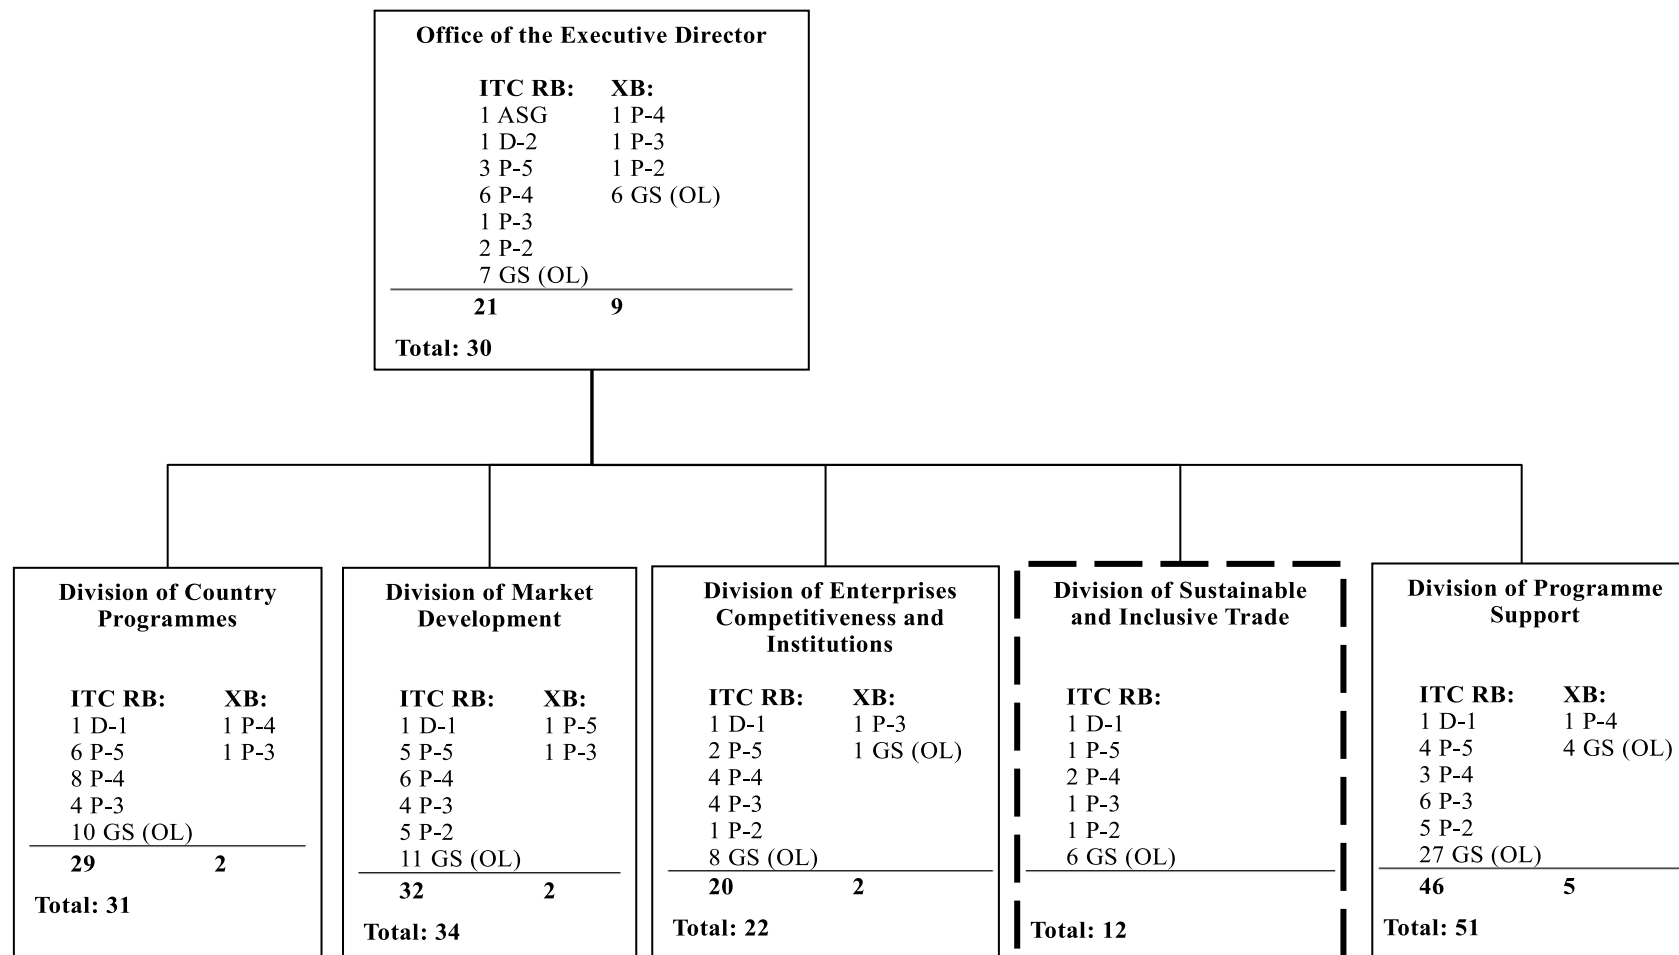 Office of the Executive Director
ITC RB: XB:
1 ASG 1 P-4
1 D-2 1 P-3
3 P-5 1 P-2
6 P-4 6 GS (OL)
1 P-3
2 P-2
7 GS (OL)
21 9
Total: 30
Division of Country
Programmes
ITC RB: XB:
1 D-1 1 P-4
6 P-5 1 P-3
8 P-4
4 P-3
10 GS (OL)
29 2
Total: 31
Division of Market
Development
ITC RB: XB:
1 D-1 1 P-5
5 P-5 1 P-3
6 P-4
4 P-3
5 P-2
11 GS (OL)
32 2
Total: 34
Division of Enterprises
Competitiveness and
Institutions
ITC RB: XB:
1 D-1 1 P-3
2 P-5 1 GS (OL)
4 P-4
4 P-3
1 P-2
8 GS (OL)
20 2
Total: 22
Division of Sustainable
and Inclusive Trade
ITC RB:
1 D-1
1 P-5
2 P-4
1 P-3
1 P-2
6 GS (OL)
Total: 12
Division of Programme
Support
ITC RB: XB:
1 D-1 1 P-4
4 P-5 4 GS (OL)
3 P-4
6 P-3
5 P-2
27 GS (OL)
46 5
Total: 51